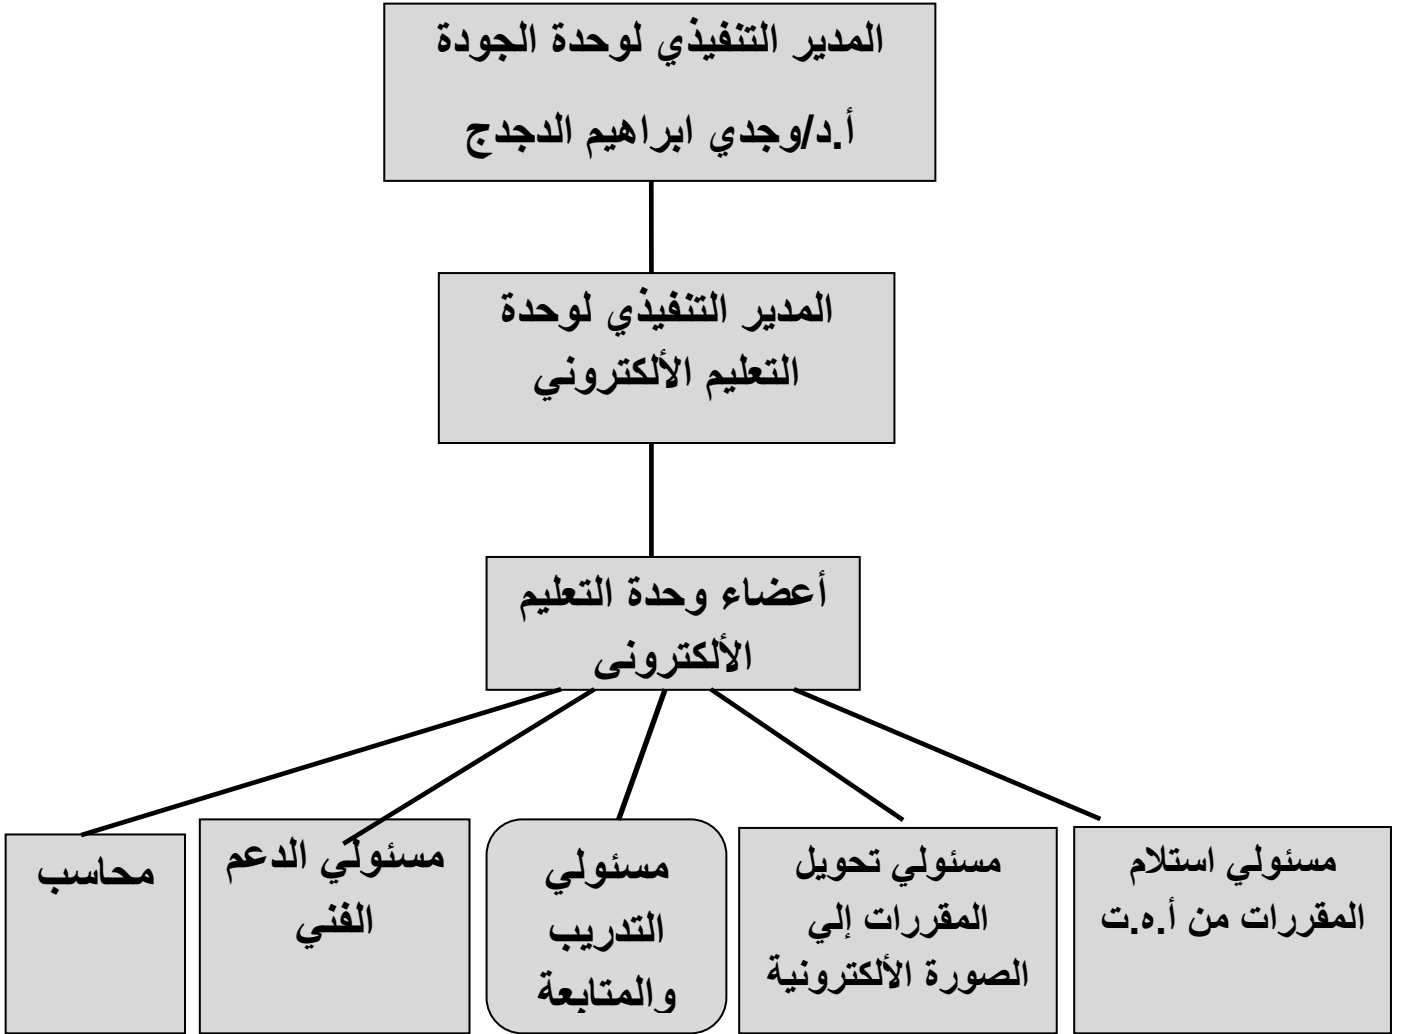 المدير التنفيذي لوحدة الجودة
أ.د/وجدي ابراهيم الدجدج
المدير التنفيذي لوحدة
التعليم الألكتروني
أعضاء وحدة التعليم
الألكترونى
مسئولي استلام
المقررات من أ.ه.ت
مسئولي تحويل
المقررات إلي
الصورة الألكترونية
مسئولي
التدريب
والمتابعة
مسئولي الدعم
الفني
محاسب